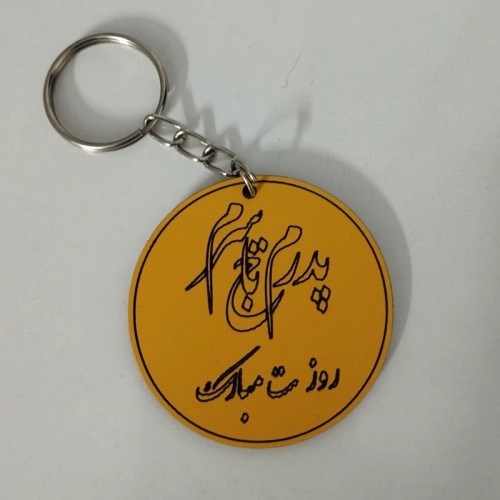 پدرم تاج سرم
روزت مبارک